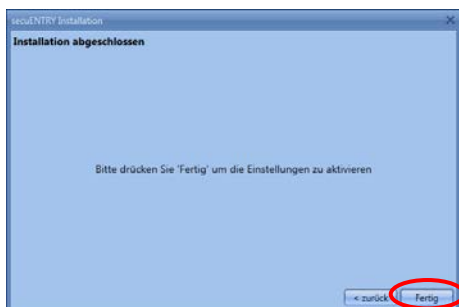 secuENTRY Installation
Installation abgeschlossen
Bitte drücken Sie 'Fertig' um die Einstellungen zu aktivieren
< zurück
Fertig